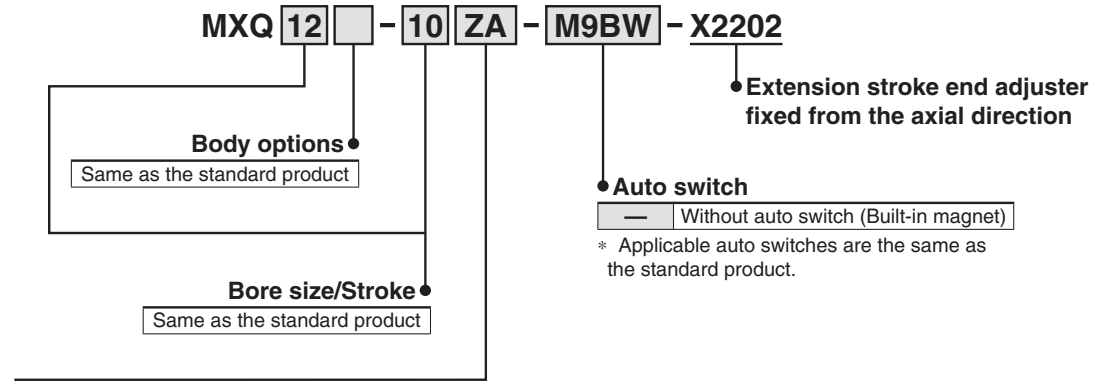 MXQ 12 - 10 ZA - M9BW - X2202
Extension stroke end adjuster
fixed from the axial direction
Body options
Same as the standard product
Auto switch
— Without auto switch (Built-in magnet)
* Applicable auto switches are the same as
the standard product.
Bore size/Stroke
Same as the standard product